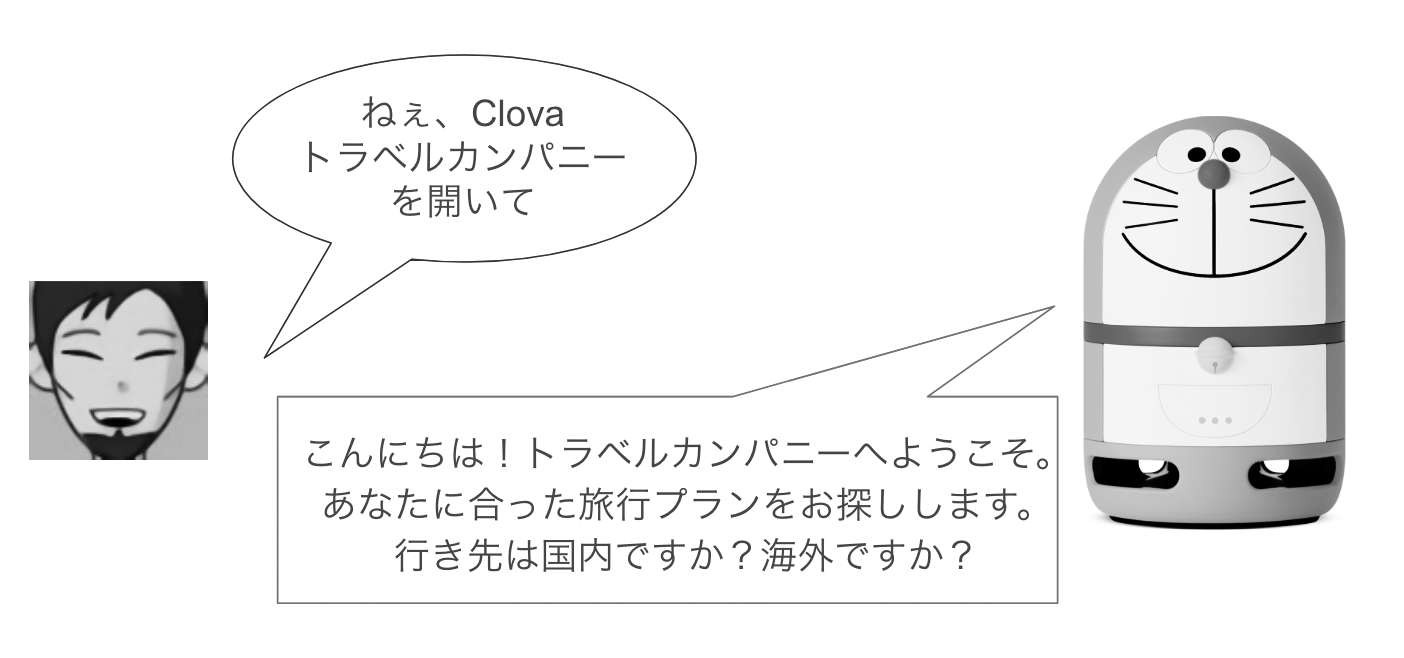 ねぇ、Clova
トラベルカンパニー
を開いて
こんにちは！トラベルカンパニーへようこそ。
あなたに合った旅行プランをお探しします。
行き先は国内ですか？海外ですか？